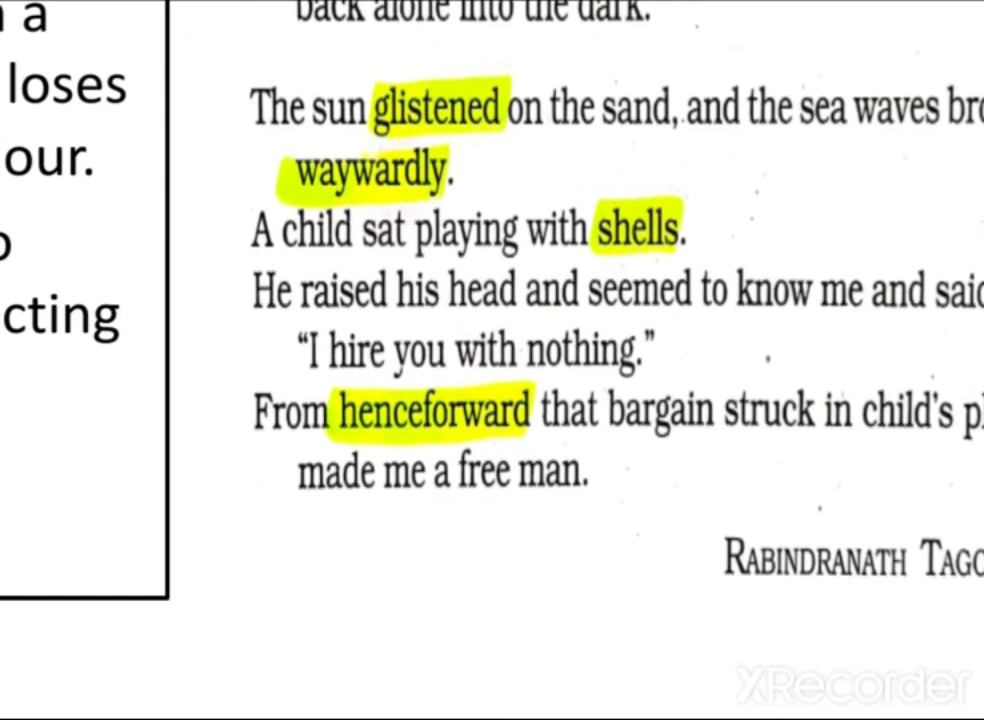 a
loses
our.
cting
back alone into the dark.
The sun glistened on the sand, and the sea waves
waywardly.
A child sat playing with shells.
He raised his head and seemed to know me and
"I hire you with nothing."
From henceforward that bargain struck in child's
made me a free man.
RABINDRANATH
XRecorder